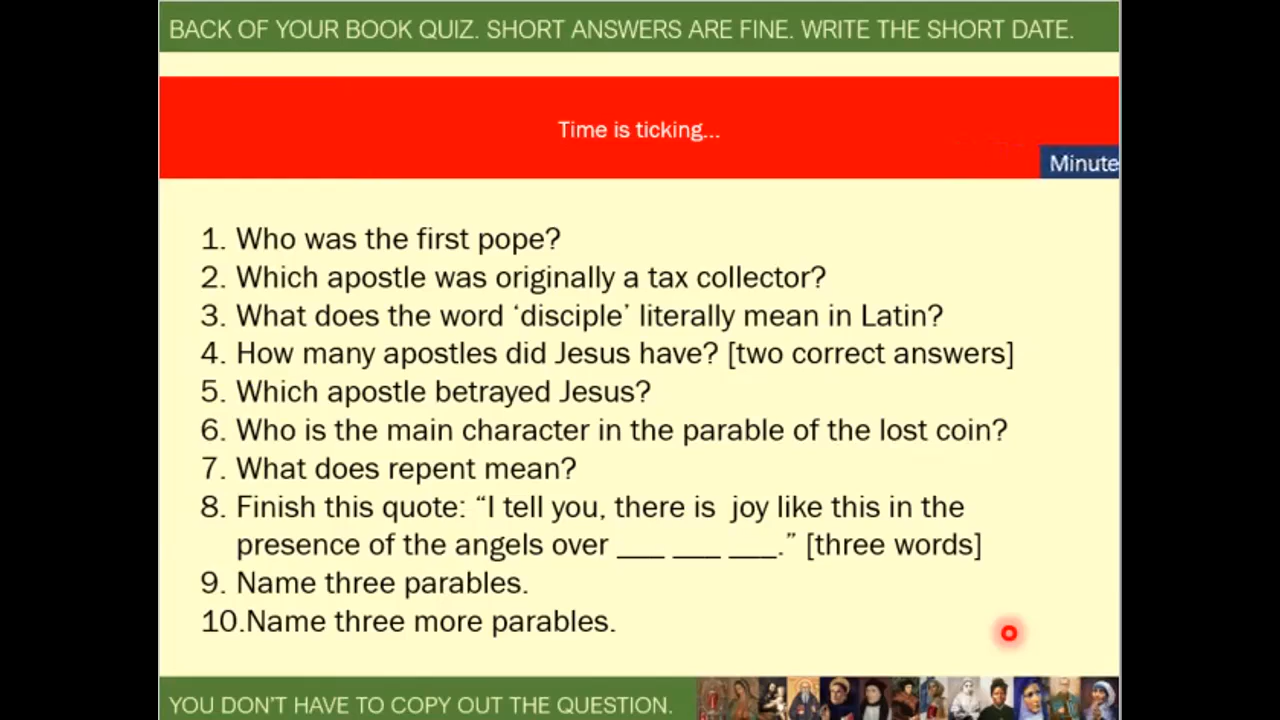 BACK OF YOUR BOOK QUIZ. SHORT ANSWERS ARE FINE. WRITE THE SHORT DATE.
Time is ticking...
Minute
1. Who was the first pope?
2. Which apostle was originally a tax collector?
3. What does the word ‘disciple’ literally mean in Latin?
4. How many apostles did Jesus have? [two correct answers]
5. Which apostle betrayed Jesus?
6. Who is the main character in the parable of the lost coin?
7. What does repent mean?
8. Finish this quote: “I tell you, there is  joy like this in the
presence of the angels over ___ ___ ___.” [three words]
9. Name three parables.
10.Name three more parables.
YOU DON’T HAVE TO COPY OUT THE QUESTION.